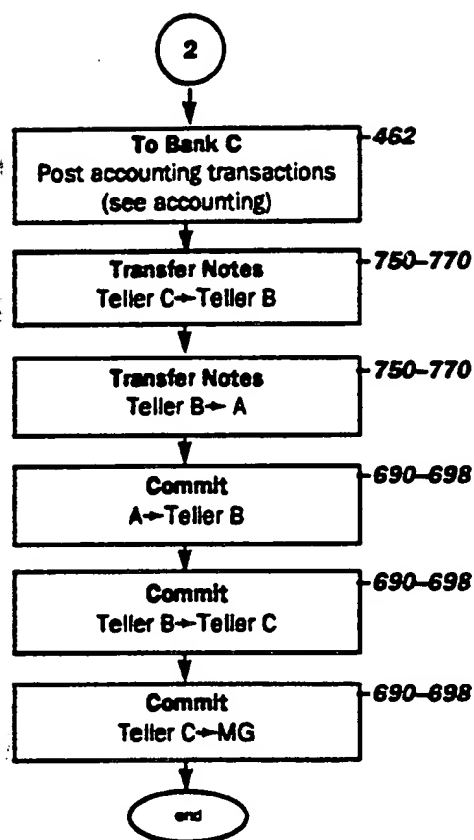 2
To Bank C
462
Post accounting transactions
(see accounting)
Transfer Notes
750–770
Teller C→Teller B
Transfer Notes
750–770
Teller B→ A
Commit
690–698
A→Teller B
Commit
690–698
Teller B→Teller C
Commit
690–698
Teller C→MG
end